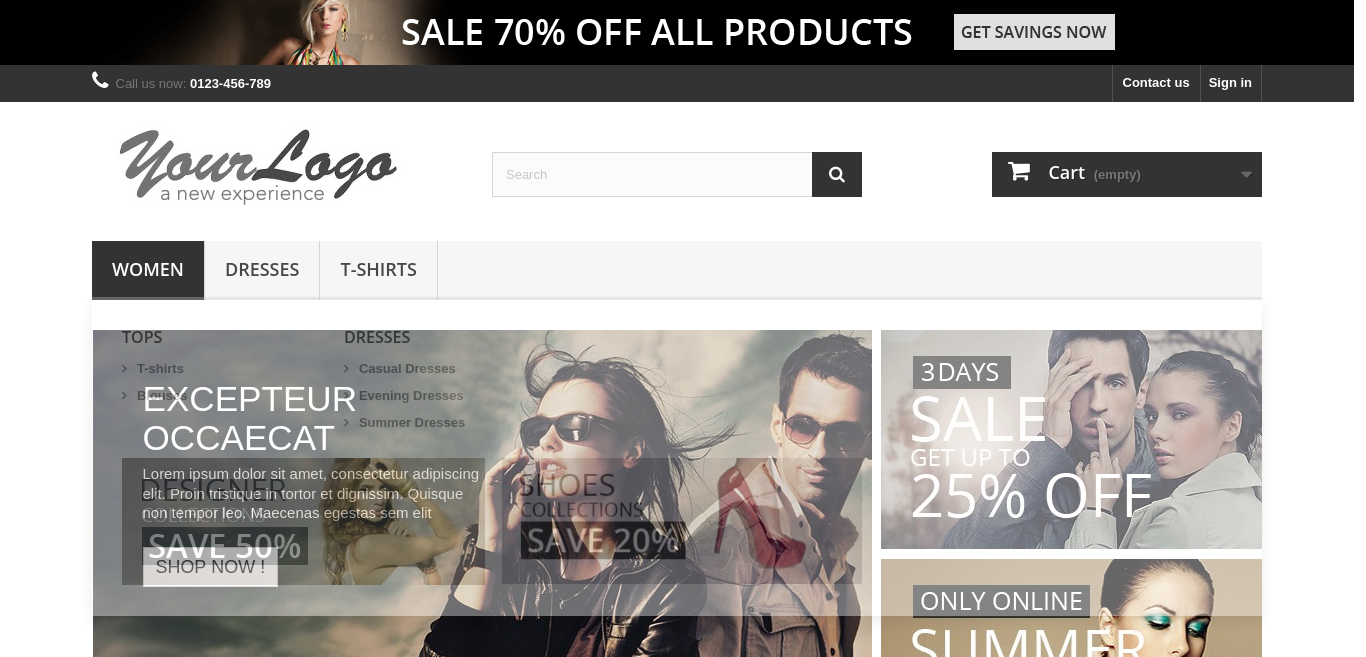 SALE 70% OFF ALL PRODUCTS
GET SAVINGS NOW
Call us now: 0123-456-789
Contact us
Sign in
Your Logo
a new experience
Search
Cart (empty)
WOMEN
DRESSES
T-SHIRTS
TOPS
T-shirts
Blouses
DRESSES
Casual Dresses
Evening Dresses
Summer Dresses
EXCEPTEUR
OCCAECAT
Lorem ipsum dolor sit amet, consectetur adipiscing
elit. Proin tristique in tortor et dignissim. Quisque
non tempor leo. Maecenas egestas sem elit
SHOP NOW !
DESIGNER
COLLECTIONS
SAVE 50%
SHOES
COLLECTIONS
SAVE 20%
3 DAYS
SALE
GET UP TO
25% OFF
ONLY ONLINE
SUMMER